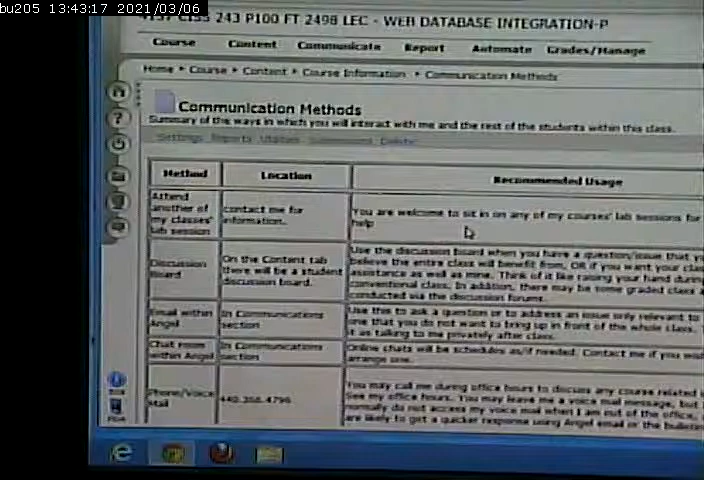 bu205 13:43:17 2021/03/06
4157 CISS 243 P100 FT 2498 LEC - WEB DATABASE INTEGRATION-P
Course Content Communicate Report Automate Grades/Manage
Home Course Content Course Information Communication Methods
Communication Methods
Summary of the ways in which you will interact with me and the rest of the students within this class.
Settings Reports Utilities Submissions Delete
Method Location Recommended Usage
Attend
another of
my classes'
lab session
contact me for
information.
You are welcome to sit in on any of my courses' lab sessions for
help
Discussion
Board
On the Content tab
there will be a student
discussion board.
Use the discussion board when you have a question/issue that
believe the entire class will benefit from, OR if you want your
assistance as well as mine. Think of it like raising your hand during
conventional class. In addition, there may be some graded class
conducted via the discussion forums.
Email within
Angel
In Communications
section
Use this to ask a question or to address an issue only relevant to
one that you do not want to bring up in front of the whole class.
it as talking to me privately after class.
Chat room
within Angel
In Communications
section
Online chats will be schedules as/if needed. Contact me if you
arrange one.
Phone/Voice
Mail
You may call me during office hours to discuss any course related
See my office hours. You may leave me a voice mail message, but
normally do not access my voice mail when I am out of the office.
are likely to get a quicker response using Angel email or the